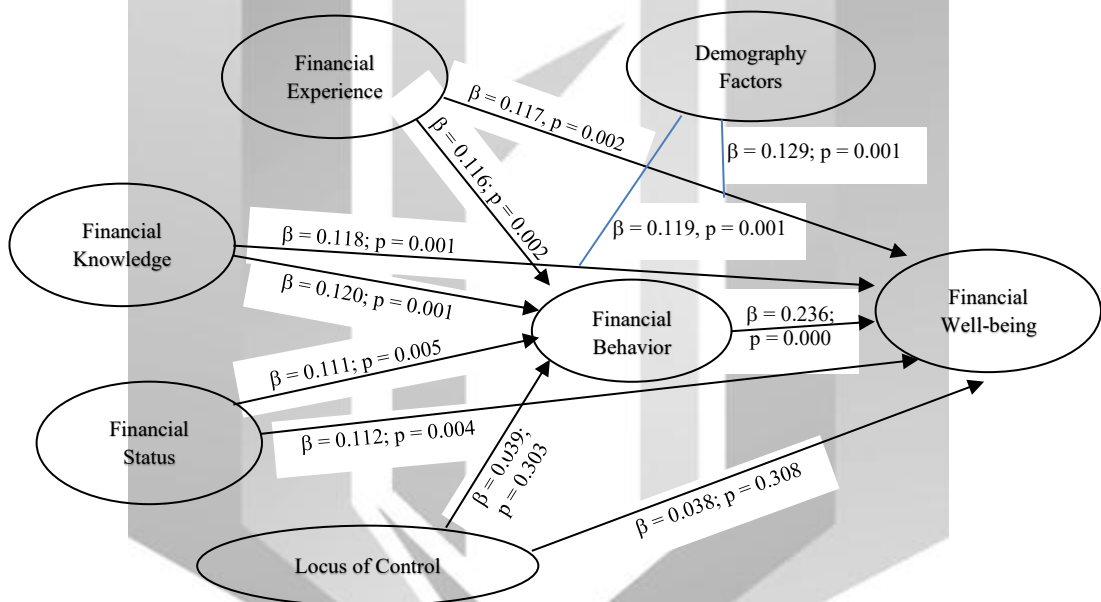 Financial
Experience
Demography
Factors
β = 0.117, p = 0.002
β = 0.116; p = 0.002
β = 0.129; p = 0.001
Financial
Knowledge
β = 0.118; p = 0.001
β = 0.119, p = 0.001
β = 0.120; p = 0.001
Financial
Behavior
β = 0.236;
p = 0.000
Financial
Well-being
β = 0.111; p = 0.005
Financial
Status
β = 0.112; p = 0.004
β = 0.039;
p = 0.303
β = 0.038; p = 0.308
Locus of Control